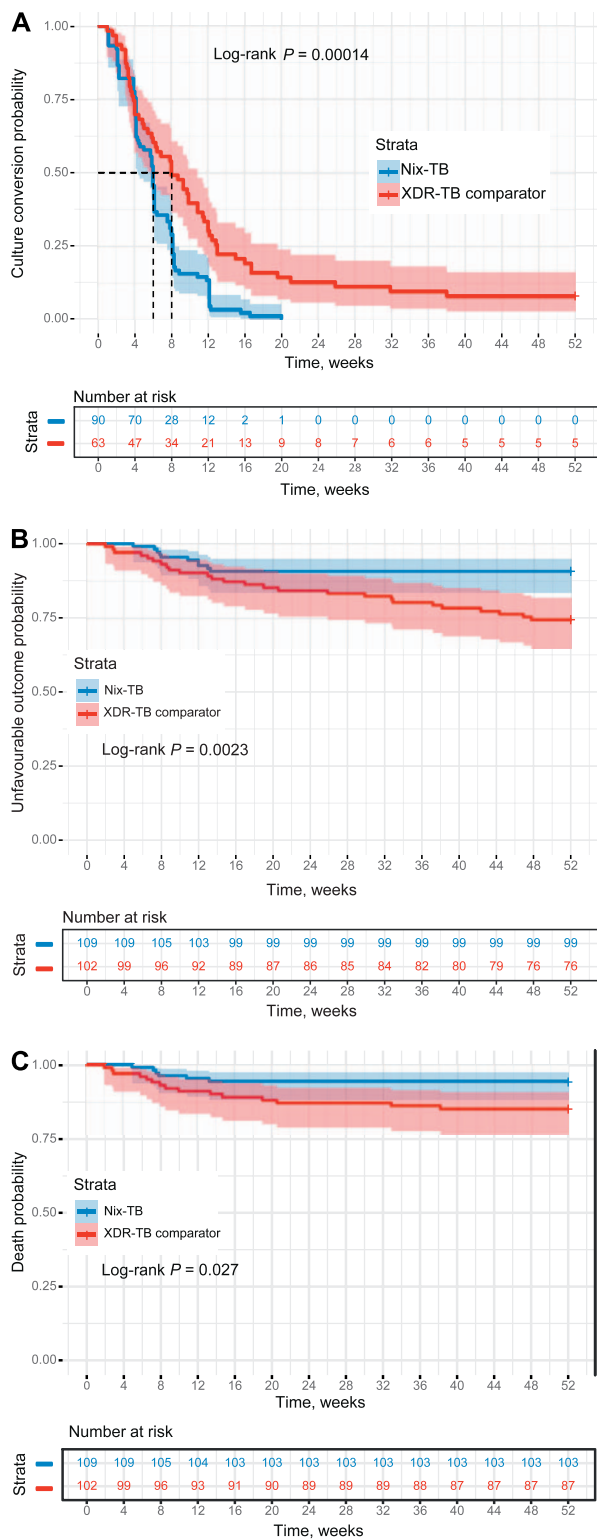 A
Culture conversion probability
1.00
0.75
0.50
0.25
0.00
Log-rank P = 0.00014
Strata
Nix-TB
XDR-TB comparator
0 4 8 12 16 20 24 28 32 36 40 44 48 52
Time, weeks
Number at risk
Strata
90 70 28 12 2 1 0 0 0 0 0 0 0 0
63 47 34 21 13 9 8 7 6 6 5 5 5 5
0 4 8 12 16 20 24 28 32 36 40 44 48 52
Time, weeks
B
Unfavourable outcome probability
1.00
0.75
0.50
0.25
0.00
Strata
Nix-TB
XDR-TB comparator
Log-rank P = 0.0023
0 4 8 12 16 20 24 28 32 36 40 44 48 52
Time, weeks
Number at risk
Strata
109 109 105 103 99 99 99 99 99 99 99 99 99 99
102 99 96 92 89 87 86 85 84 82 80 79 76 76
0 4 8 12 16 20 24 28 32 36 40 44 48 52
Time, weeks
C
Death probability
1.00
0.75
0.50
0.25
0.00
Strata
Nix-TB
XDR-TB comparator
Log-rank P = 0.027
0 4 8 12 16 20 24 28 32 36 40 44 48 52
Time, weeks
Number at risk
Strata
109 109 105 104 103 103 103 103 103 103 103 103 103 103
102 99 96 93 91 90 89 89 89 88 87 87 87 87
0 4 8 12 16 20 24 28 32 36 40 44 48 52
Time, weeks